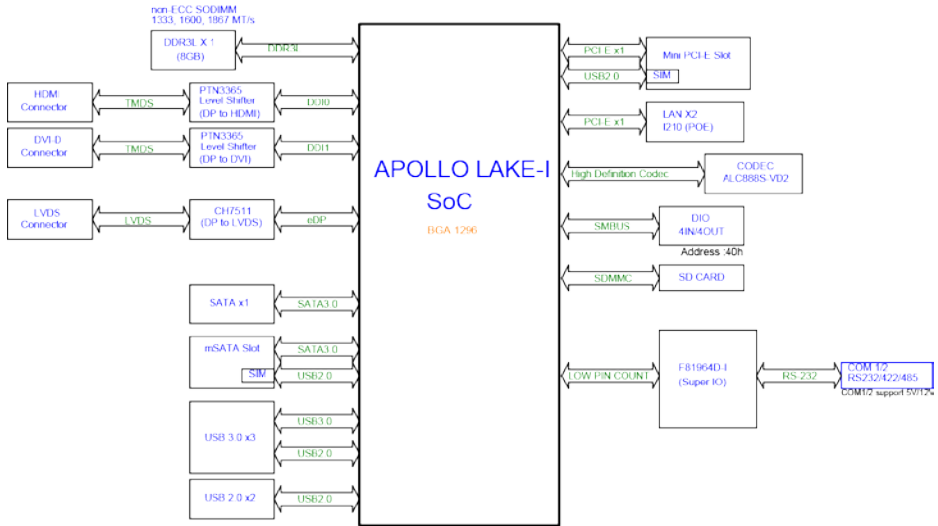 non-ECC SODIMM
1333, 1600, 1867 MT/s
DDR3L X 1
(8GB)
DDR3L
HDMI
Connector
TMDS
PTN3365
Level Shifter
(DP to HDMI)
DDI0
DVI-D
Connector
TMDS
PTN3365
Level Shifter
(DP to DVI)
DDI1
LVDS
Connector
LVDS
CH7511
(DP to LVDS)
eDP
SATA x1
SATA3.0
mSATA Slot
SIM
SATA3.0
USB2.0
USB 3.0 x3
USB3.0
USB2.0
USB 2.0 x2
USB2.0
APOLLO LAKE-I
SoC
BGA 1296
PCI-E x1
USB2.0
Mini PCI-E Slot
SIM
PCI-E x1
LAN X2
I210 (POE)
High Definition Codec
CODEC
ALC888S-VD2
SMBUS
DIO
4IN/4OUT
Address :40h
SDMMC
SD CARD
LOW PIN COUNT
F81964D-I
(Super IO)
RS-232
COM 1/2
RS232/422/485
COM1/2 support 5V/12